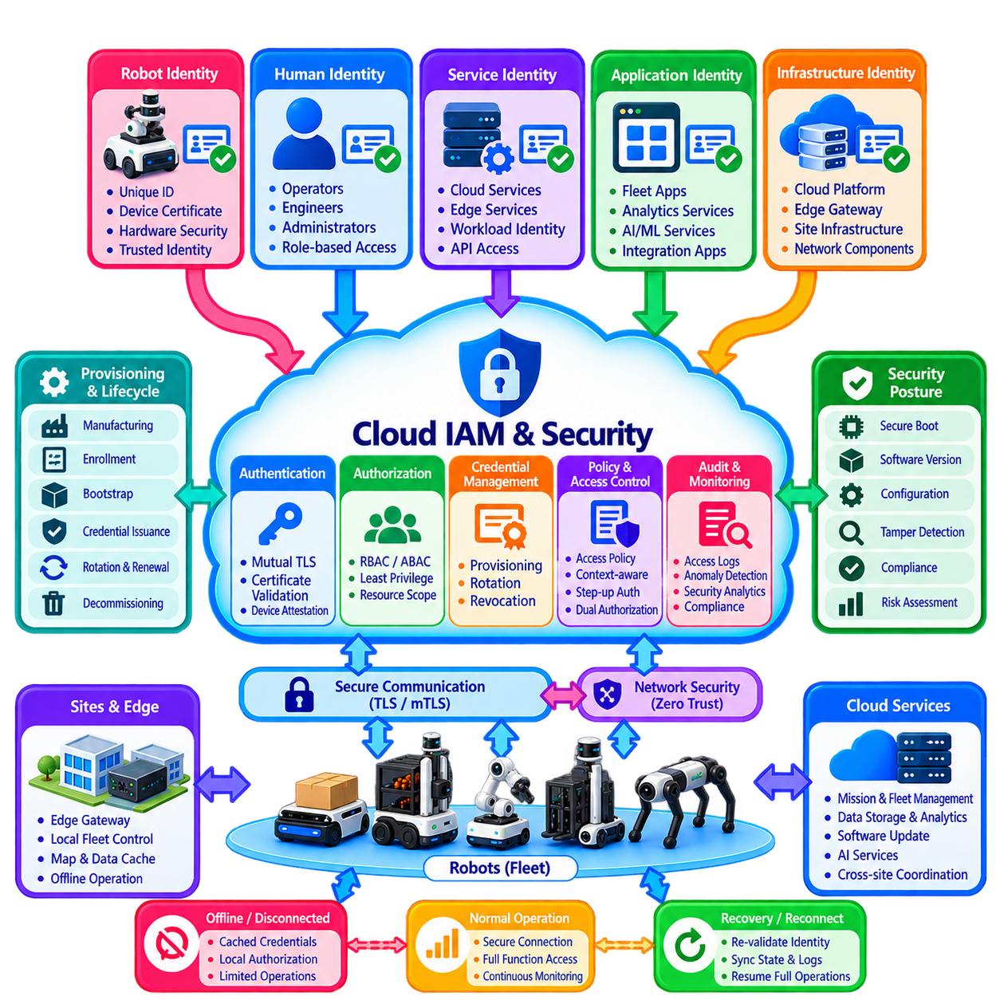 Robot Identity
• Unique ID
• Device Certificate
• Hardware Security
• Trusted Identity
Human Identity
• Operators
• Engineers
• Administrators
• Role-based Access
Service Identity
• Cloud Services
• Edge Services
• Workload Identity
• API Access
Application Identity
• Fleet Apps
• Analytics Services
• AI/ML Services
• Integration Apps
Infrastructure Identity
• Cloud Platform
• Edge Gateway
• Site Infrastructure
• Network Components
Provisioning
& Lifecycle
Manufacturing
Enrollment
Bootstrap
Credential Issuance
Rotation & Renewal
Decommissioning
Cloud IAM & Security
Authentication
• Mutual TLS
• Certificate
Validation
• Device Attestation
Authorization
• RBAC / ABAC
• Least Privilege
• Resource Scope
Credential
Management
• Provisioning
• Rotation
• Revocation
Policy &
Access Control
• Access Policy
• Context-aware
• Step-up Auth
• Dual Authorization
Audit &
Monitoring
• Access Logs
• Anomaly Detection
• Security Analytics
• Compliance
Security
Posture
Secure Boot
Software Version
Configuration
Tamper Detection
Compliance
Risk Assessment
Secure Communication
(TLS / mTLS)
Network Security
(Zero Trust)
Sites & Edge
• Edge Gateway
• Local Fleet Control
• Map & Data Cache
• Offline Operation
Robots (Fleet)
Cloud Services
• Mission & Fleet Management
• Data Storage & Analytics
• Software Update
• AI Services
• Cross-site Coordination
Offline / Disconnected
• Cached Credentials
• Local Authorization
• Limited Operations
Normal Operation
• Secure Connection
• Full Function Access
• Continuous Monitoring
Recovery / Reconnect
• Re-validate Identity
• Sync State & Logs
• Resume Full Operations